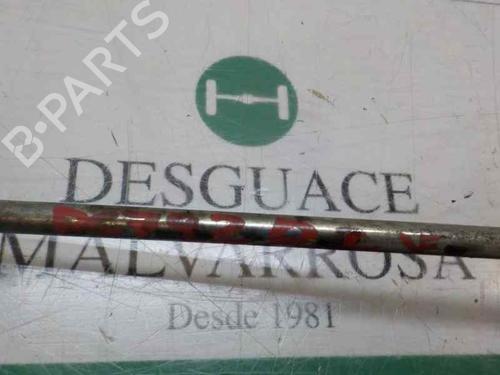 B-PARTS
DESGUACE
MALVARROSA
Desde 1981